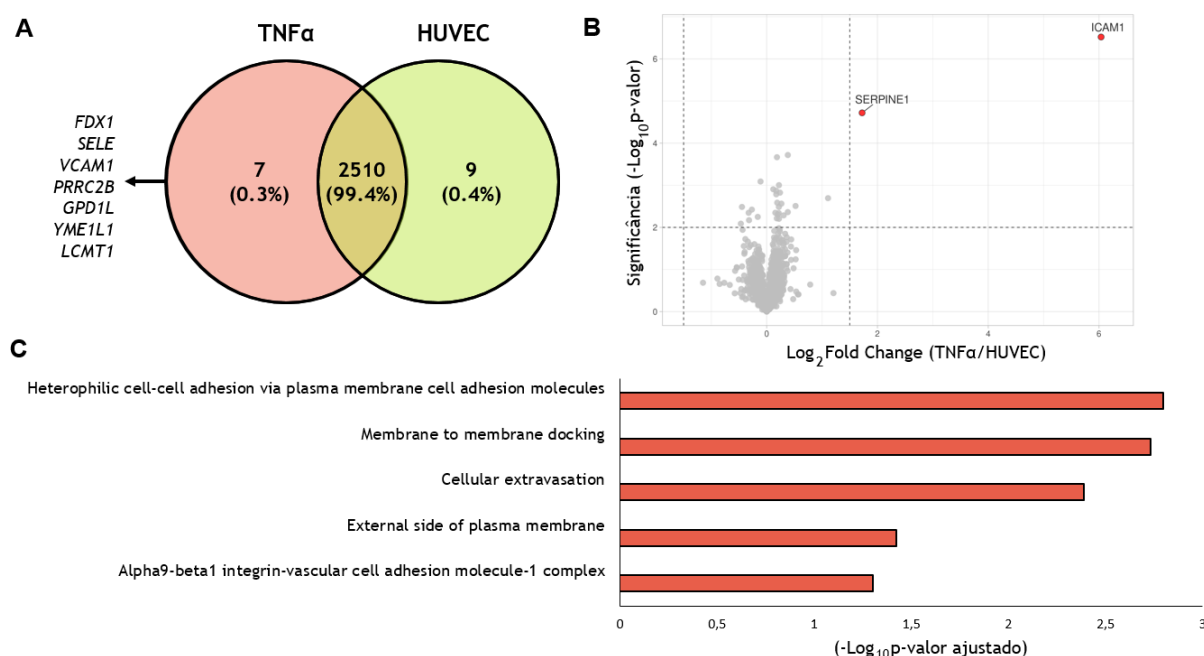 A
TNFα
HUVEC
FDX1
SELE
VCAM1
PRRC2B
GPD1L
YME1L1
LCMT1
7
(0.3%)
2510
(99.4%)
9
(0.4%)
B
ICAM1
SERPINE1
6
4
2
0
0
2
4
6
Significância (-Log₁₀p-valor)
Log₂Fold Change (TNFα/HUVEC)
C
Heterophilic cell-cell adhesion via plasma membrane cell adhesion molecules
Membrane to membrane docking
Cellular extravasation
External side of plasma membrane
Alpha9-beta1 integrin-vascular cell adhesion molecule-1 complex
0
0,5
1
1,5
2
2,5
3
(-Log₁₀p-valor ajustado)